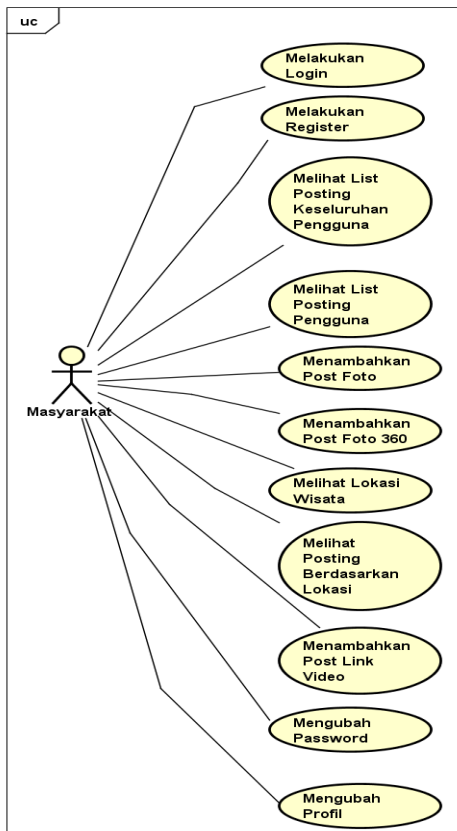 uc
Melakukan
Login
Melakukan
Register
Melihat List
Posting
Keseluruhan
Pengguna
Melihat List
Posting
Pengguna
Menambahkan
Post Foto
Masyarakat
Menambahkan
Post Foto 360
Melihat Lokasi
Wisata
Melihat
Posting
Berdasarkan
Lokasi
Menambahkan
Post Link
Video
Mengubah
Password
Mengubah
Profil